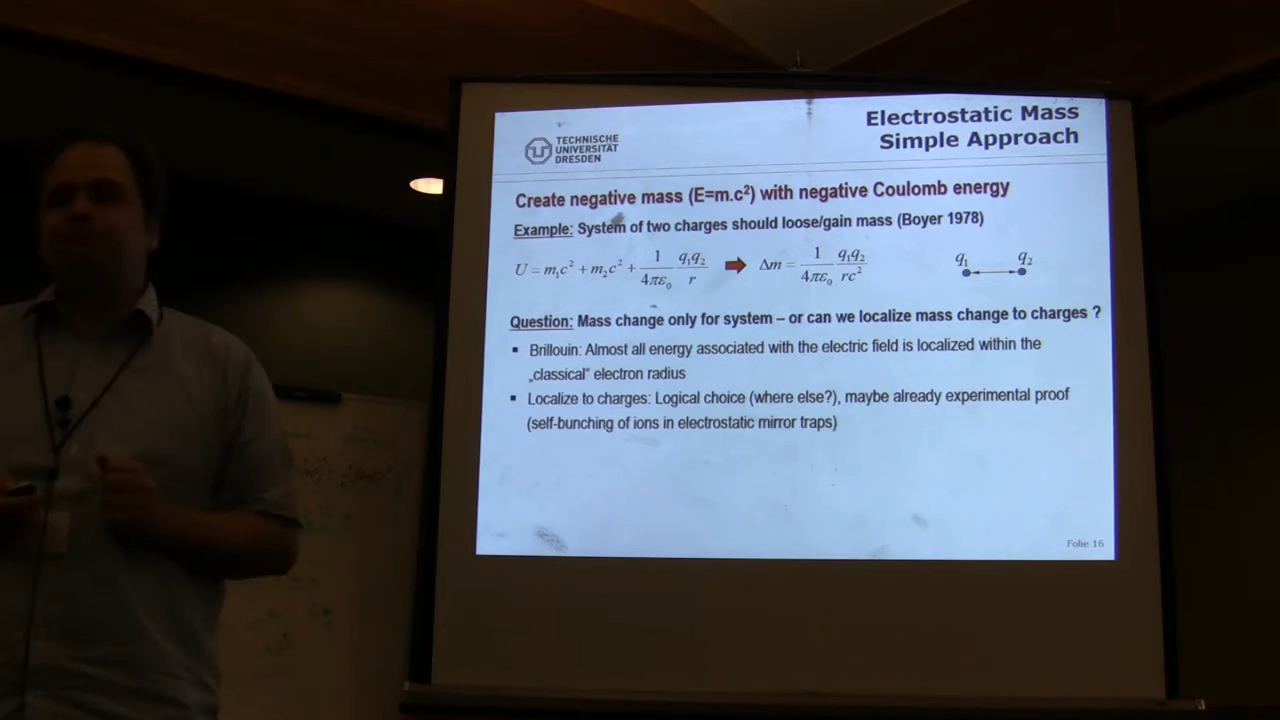 Electrostatic Mass
Simple Approach
TECHNISCHE
UNIVERSITÄT
DRESDEN
Create negative mass (E=m.c²) with negative Coulomb energy
Example: System of two charges should loose/gain mass (Boyer 1978)
U = m₁c² + m₂c² + 1/4πε₀ q₁q₂/r ➡ Δm = 1/4πε₀ q₁q₂/rc² q₁ q₂
Question: Mass change only for system – or can we localize mass change to charges ?
▪ Brillouin: Almost all energy associated with the electric field is localized within the
„classical“ electron radius
▪ Localize to charges: Logical choice (where else?), maybe already experimental proof
(self-bunching of ions in electrostatic mirror traps)
Folie 16